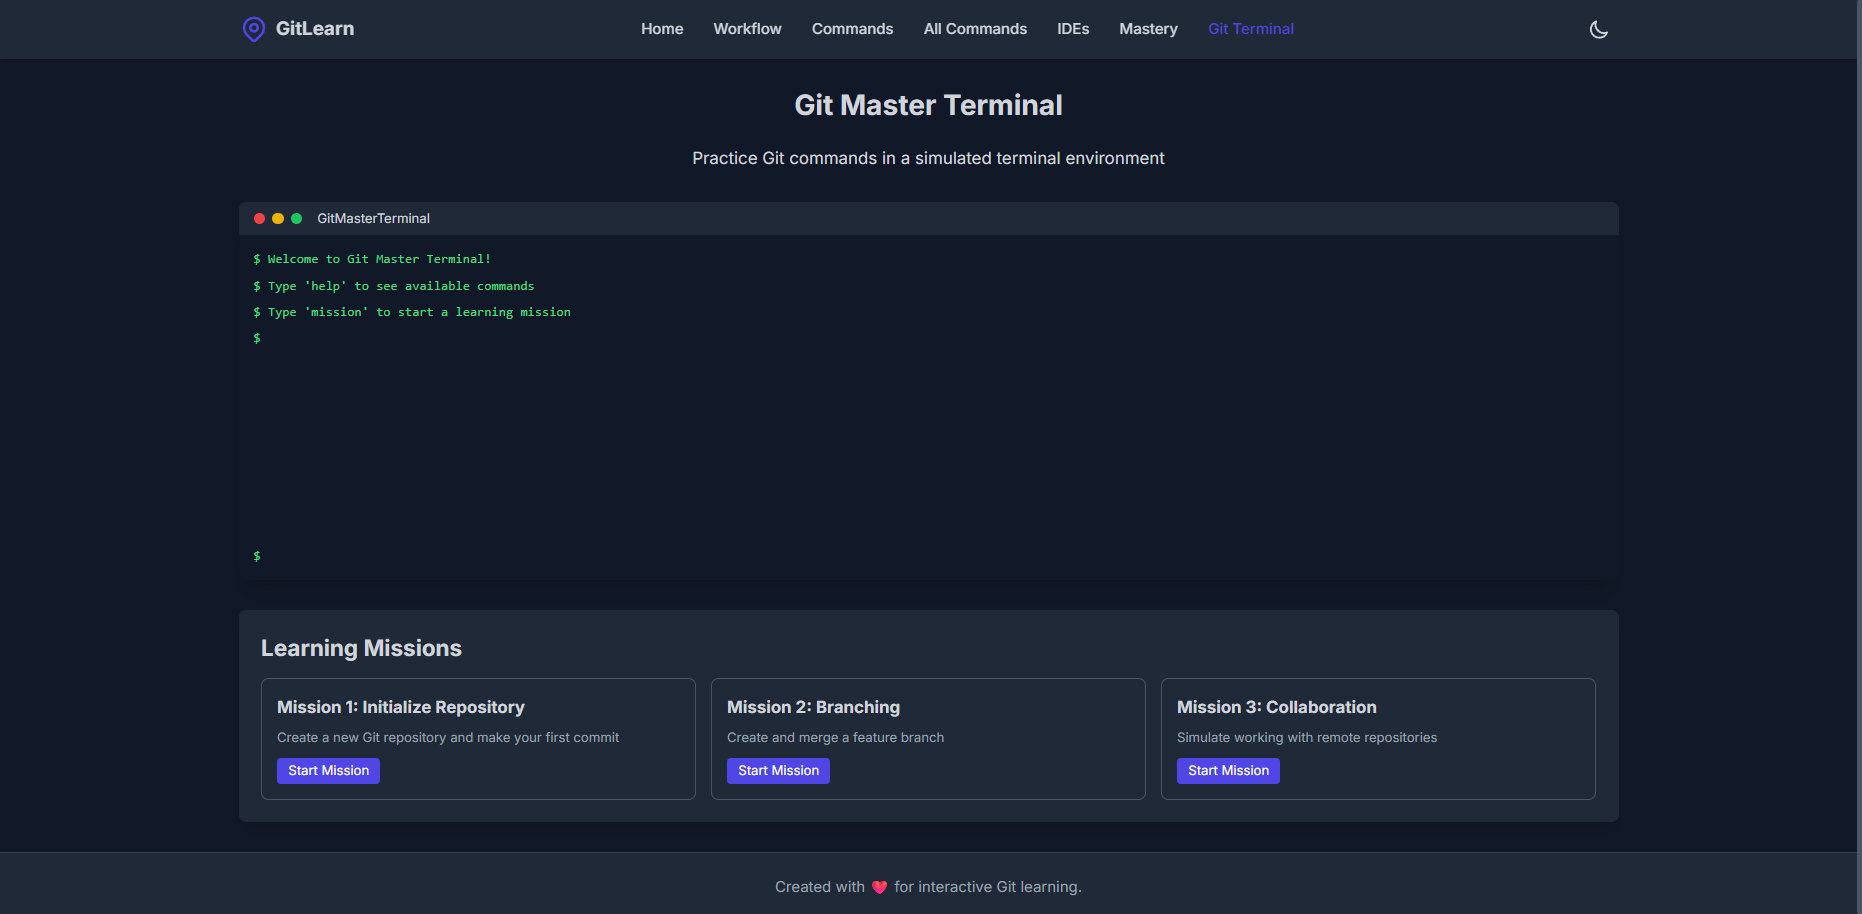 GitLearn
Home Workflow Commands All Commands IDEs Mastery Git Terminal
Git Master Terminal
Practice Git commands in a simulated terminal environment
GitMasterTerminal
$ Welcome to Git Master Terminal!
$ Type 'help' to see available commands
$ Type 'mission' to start a learning mission
$
$
Learning Missions
Mission 1: Initialize Repository
Create a new Git repository and make your first commit
Start Mission
Mission 2: Branching
Create and merge a feature branch
Start Mission
Mission 3: Collaboration
Simulate working with remote repositories
Start Mission
Created with ❤️ for interactive Git learning.